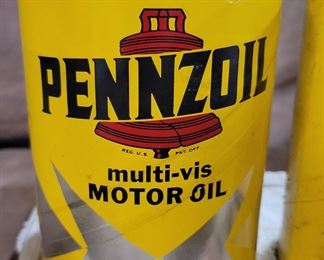 PENNZOIL
REG. U.S. PAT. OFF.
multi-vis
MOTOR OIL